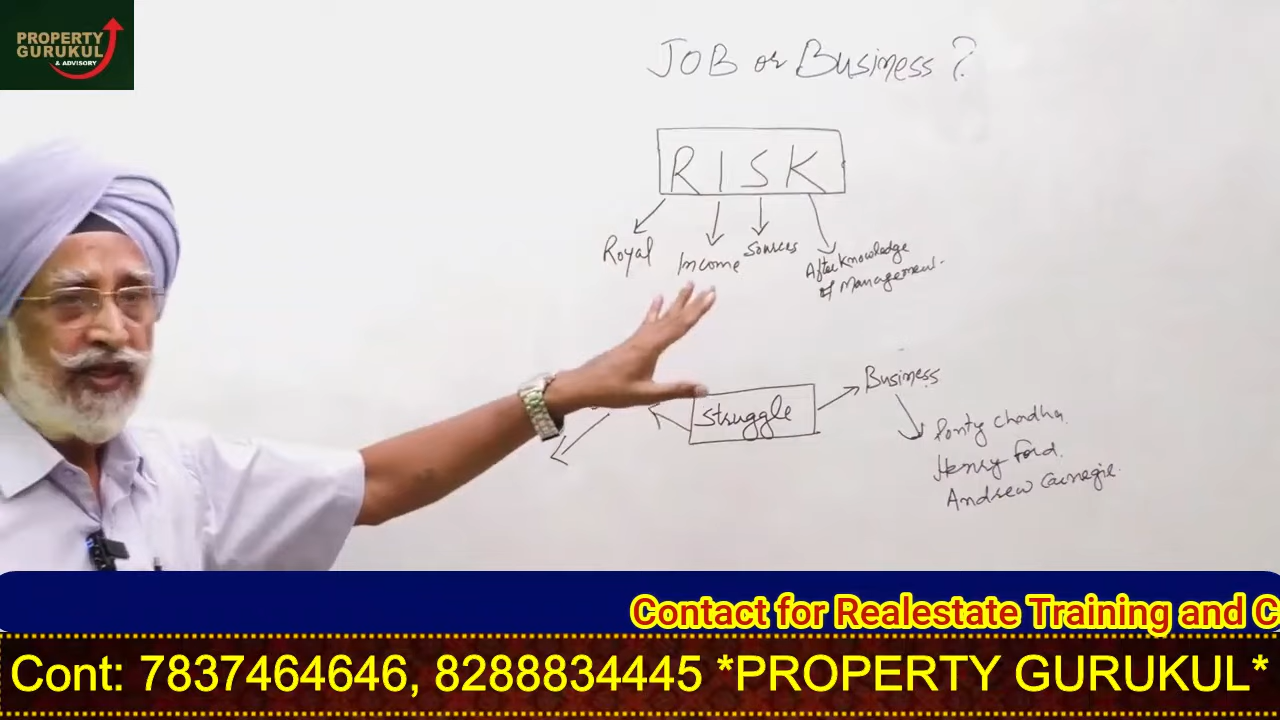 PROPERTY
GURUKUL
& ADVISORY
JOB or Business?
RISK
Royal
Income
Sources
After Knowledge
of Management.
Struggle
Business
Ponty Chadha
Henry Ford.
Andrew Carnegie.
Contact for Realestate Training and C
Cont: 7837464646, 8288834445 *PROPERTY GURUKUL*